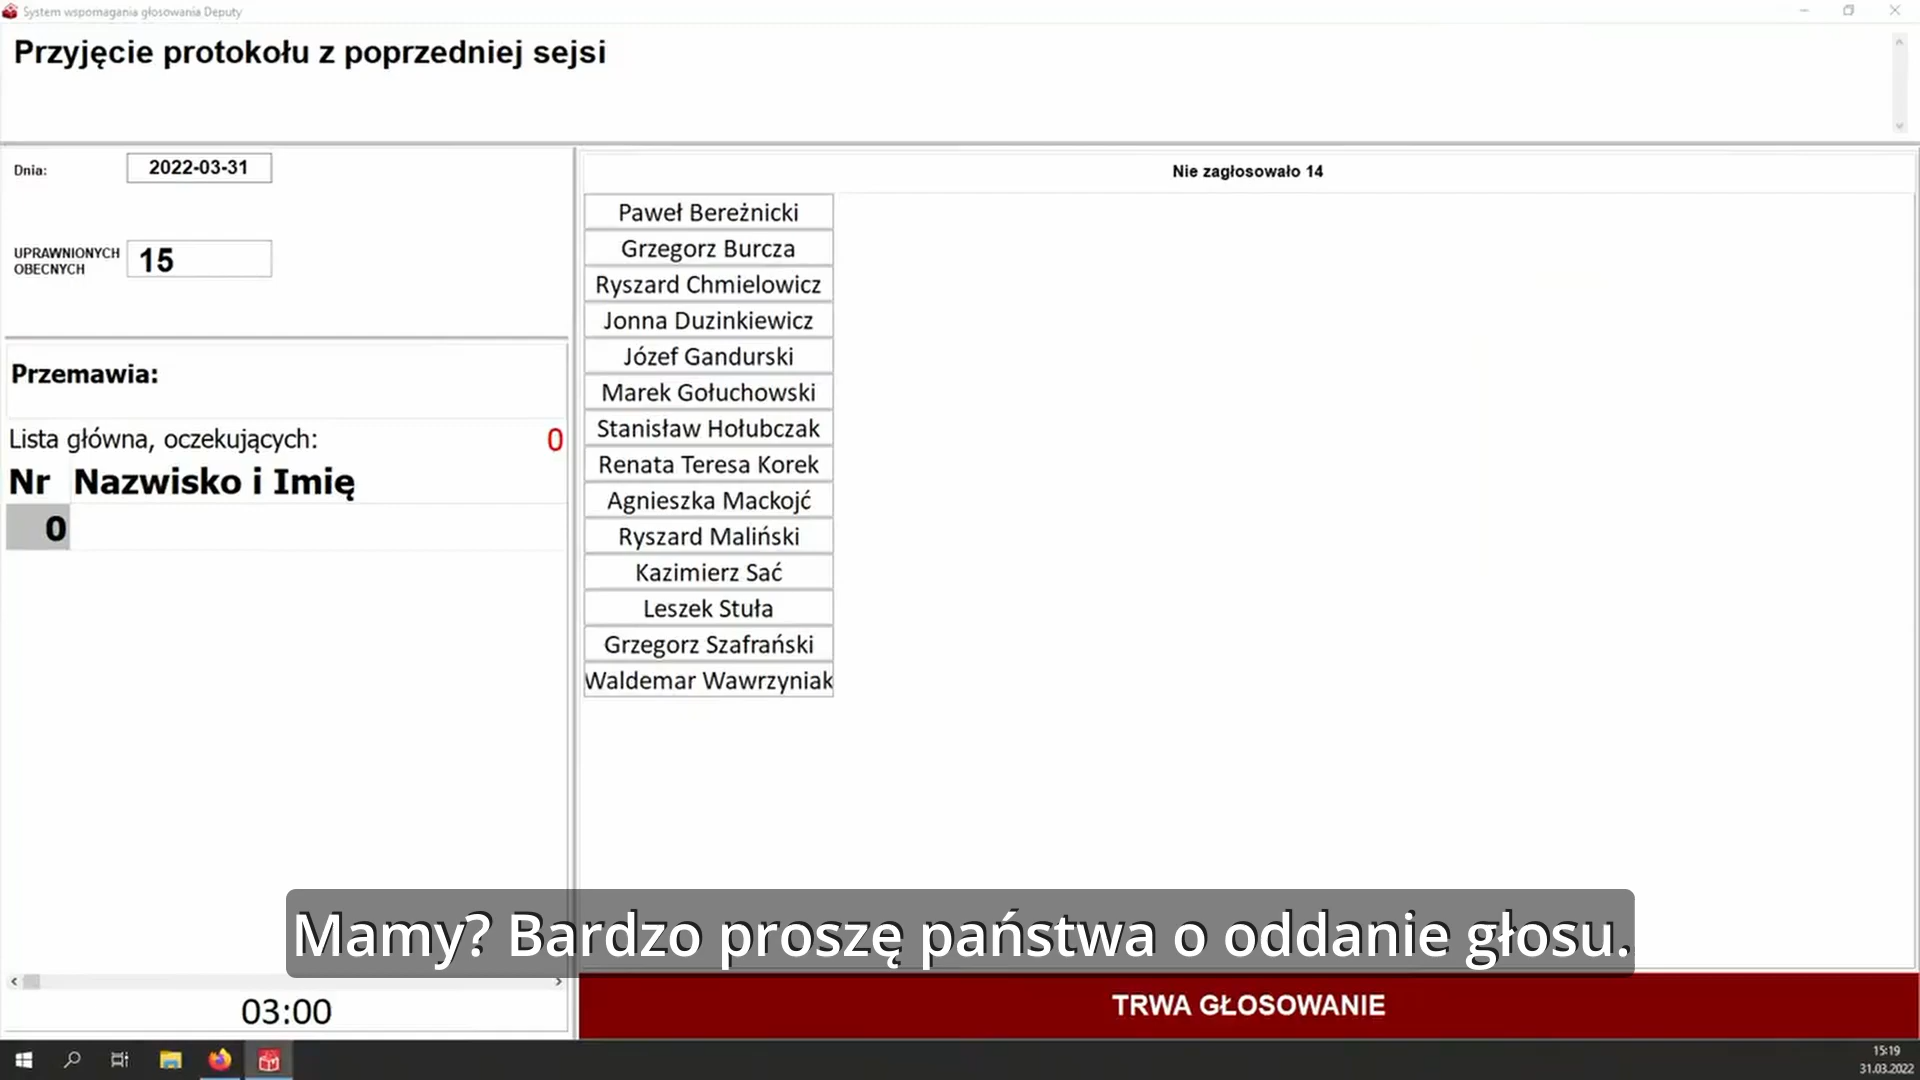 System wspomagania głosowania Deputy
Przyjęcie protokołu z poprzedniej sejsi
Dnia: 2022-03-31
UPRAWNIONYCH
OBECNYCH 15
Przemawia:
Lista główna, oczekujących: 0
Nr Nazwisko i Imię
0
03:00
Nie zagłosowało 14
Paweł Bereżnicki
Grzegorz Burcza
Ryszard Chmielowicz
Jonna Duzinkiewicz
Józef Gandurski
Marek Gołuchowski
Stanisław Hołubczak
Renata Teresa Korek
Agnieszka Mackojć
Ryszard Maliński
Kazimierz Sać
Leszek Stuła
Grzegorz Szafrański
Waldemar Wawrzyniak
Mamy? Bardzo proszę państwa o oddanie głosu.
TRWA GŁOSOWANIE
15:19
31.03.2022